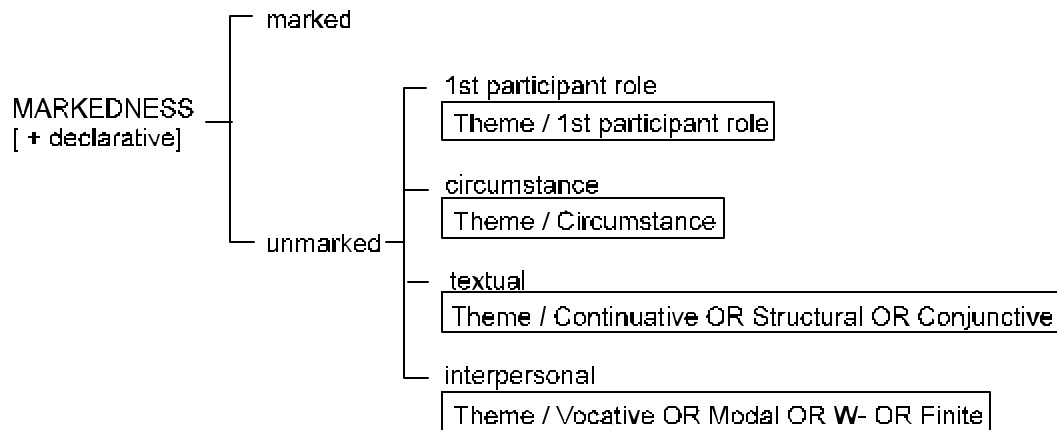 marked
1st participant role
MARKEDNESS
[ + declarative]
Theme / 1st participant role
circumstance
Theme / Circumstance
unmarked
textual
Theme / Continuative OR Structural OR Conjunctive
interpersonal
Theme / Vocative OR Modal OR W- OR Finite